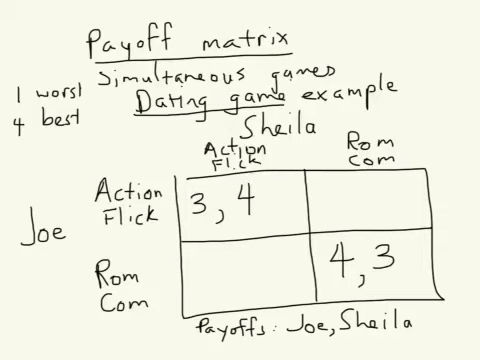 Payoff matrix
simultaneous games
1 worst
Dating game example
4 best
Sheila
Action Flick
Rom Com
Joe
Action Flick
3, 4
Rom Com
4, 3
Payoffs: Joe, Sheila